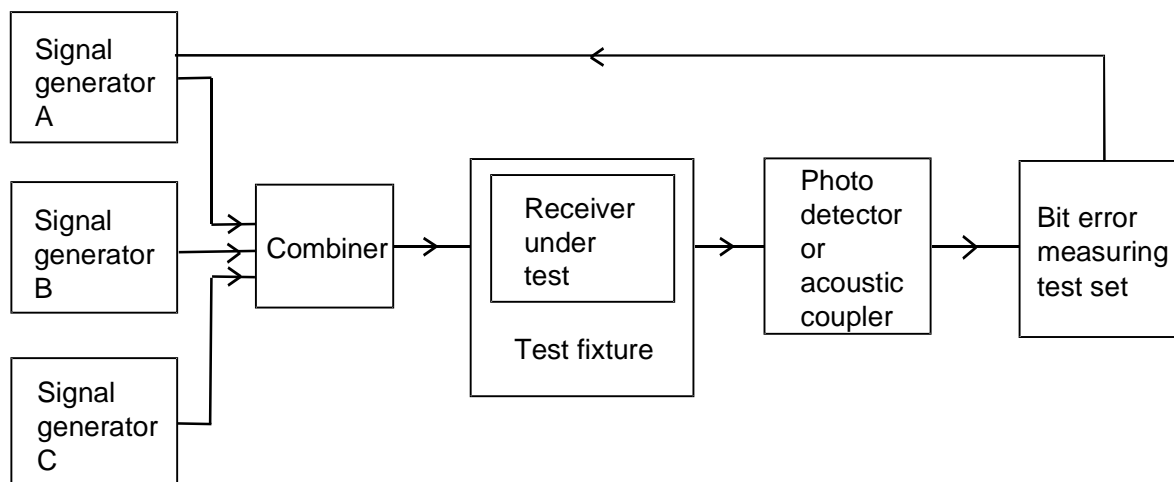 Signal
generator
A
Signal
generator
B
Signal
generator
C
Combiner
Receiver
under
test
Test fixture
Photo
detector
or
acoustic
coupler
Bit error
measuring
test set